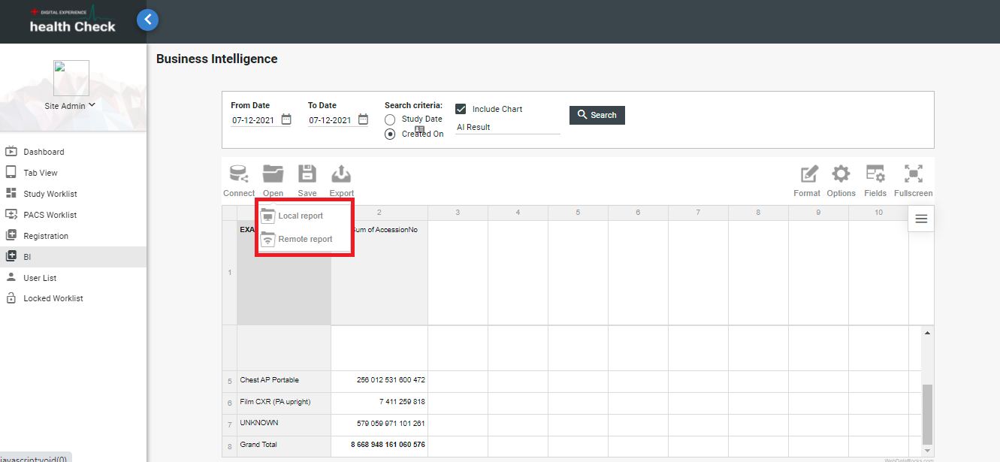 DIGITAL EXPERIENCE
health Check
Site Admin
Dashboard
Tab View
Study Worklist
PACS Worklist
Registration
BI
User List
Locked Worklist
javascript:void(0)
Business Intelligence
From Date
07-12-2021
To Date
07-12-2021
Search criteria:
Study Date
Created On
Include Chart
AI Result
Search
Connect Open Save Export
Format Options Fields Fullscreen
Local report
Remote report
2 3 4 5 6 7 8 9 10
1 EXA Sum of AccessionNo
5 Chest AP Portable 256 012 531 600 472
6 Film CXR (PA upright) 7 411 259 818
7 UNKNOWN 579 059 971 101 261
8 Grand Total 8 668 948 161 060 576
WebDataRocks.com